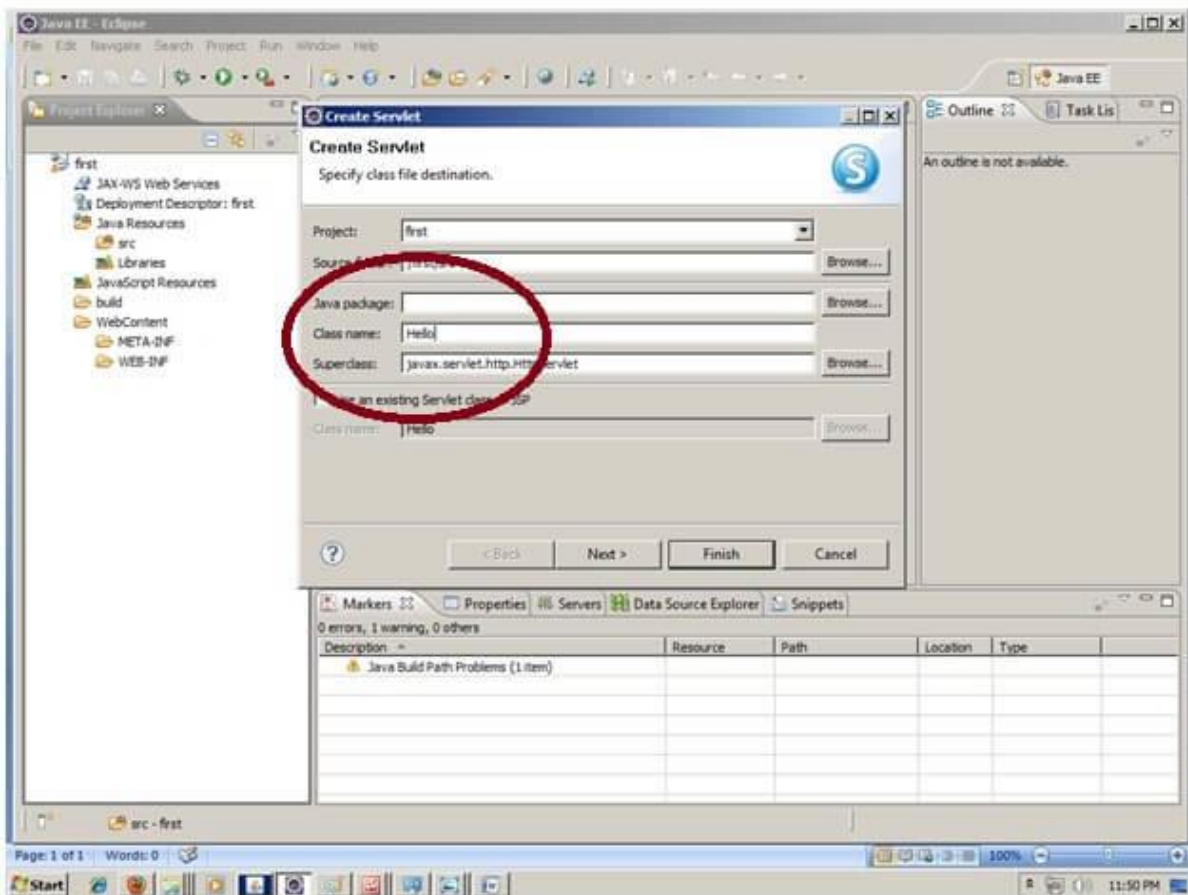 Java EE - Eclipse
File Edit Navigate Search Project Run Window Help
Java EE
Project Explorer
first
JAX-WS Web Services
Deployment Descriptor: first
Java Resources
src
Libraries
JavaScript Resources
build
WebContent
META-INF
WEB-INF
Create Servlet
Create Servlet
Specify class file destination.
Project: first
Browse...
Java package: Browse...
Class name: Hello
Superclass: javax.servlet.http. Browse...
an existing Servlet class JSP
Class name: Hello Browse...
< Back Next > Finish Cancel
Outline Task Lis
An outline is not available.
Markers Properties Servers Data Source Explorer Snippets
0 errors, 1 warning, 0 others
Description Resource Path Location Type
Java Build Path Problems (1 item)
src - first
Page: 1 of 1 Words: 0 100%
Start 11:50 PM